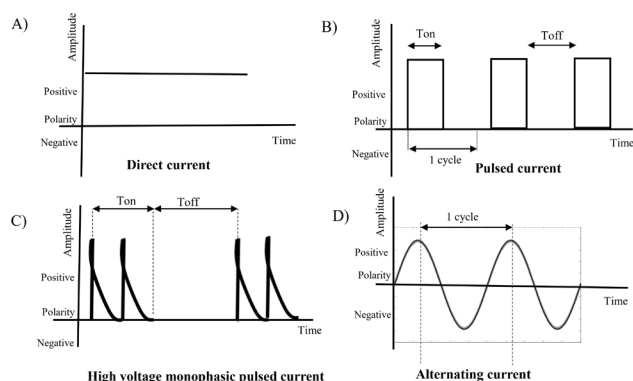 A)
Amplitude
Positive
Polarity
Negative
Time
Direct current
B)
Amplitude
Ton
Toff
Positive
Polarity
Negative
Time
1 cycle
Pulsed current
C)
Amplitude
Ton
Toff
Positive
Polarity
Negative
Time
High voltage monophasic pulsed current
D)
Amplitude
1 cycle
Positive
Polarity
Negative
Time
Alternating current